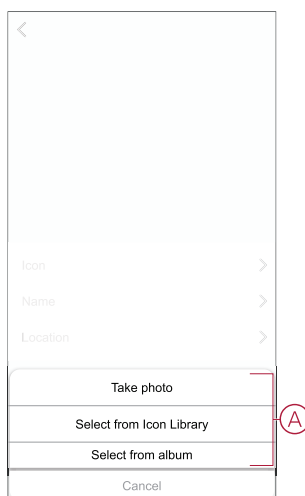 Icon
Name
Location
Take photo
Select from Icon Library
A
Select from album
Cancel